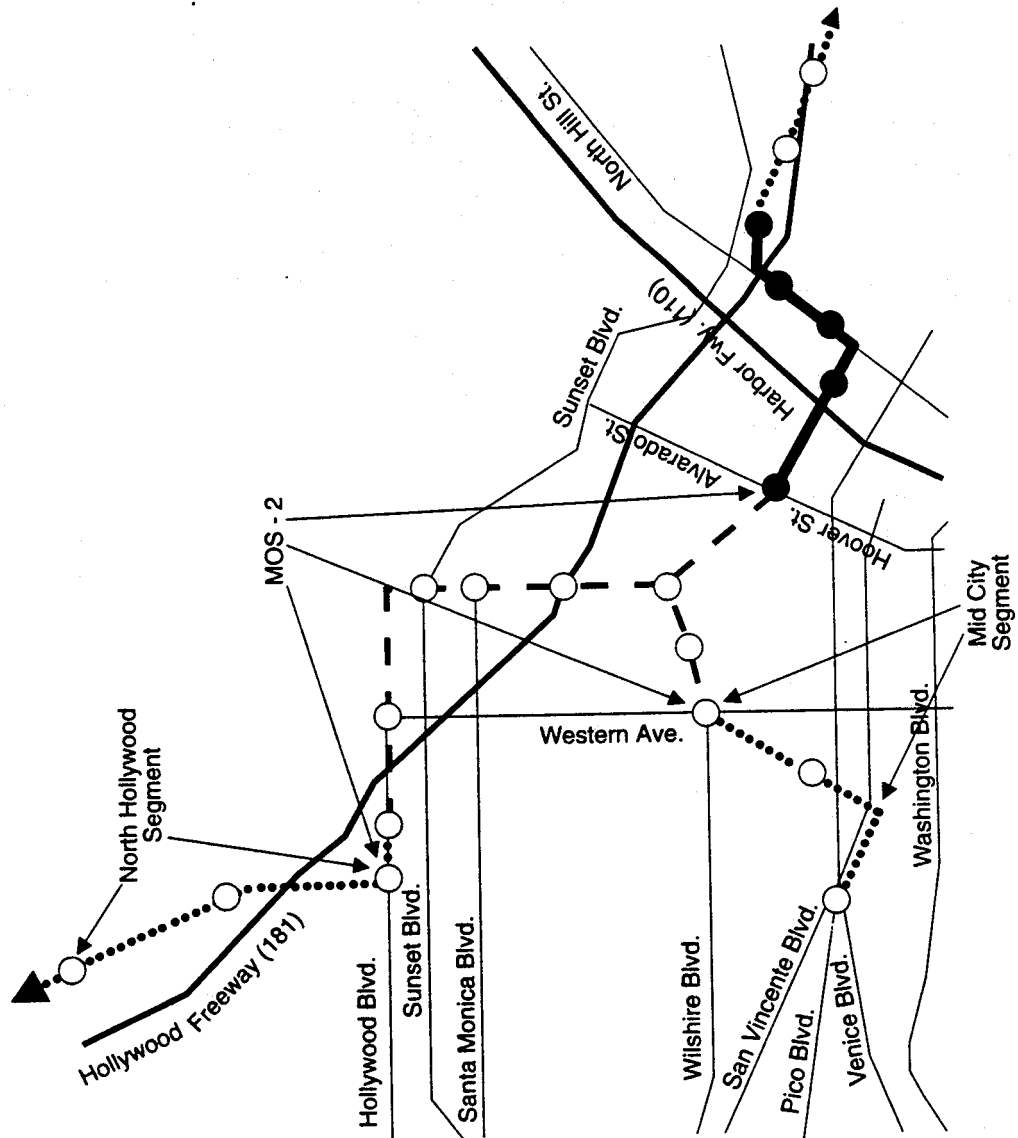 North Hill St.
Harbor Fwy. (110)
Sunset Blvd.
Alvarado St.
Hoover St.
MOS - 2
Mid City
Segment
Western Ave.
North Hollywood
Segment
Hollywood Freeway (181)
Hollywood Blvd.
Sunset Blvd.
Santa Monica Blvd.
Wilshire Blvd.
San Vincente Blvd.
Pico Blvd.
Venice Blvd.
Washington Blvd.